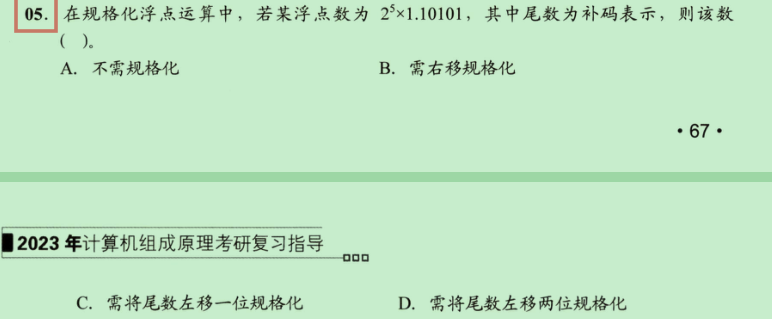 05. 在规格化浮点运算中，若某浮点数为 2⁵×1.10101，其中尾数为补码表示，则该数
（ ）。
A. 不需规格化 B. 需右移规格化
·67·
2023 年计算机组成原理考研复习指导
C. 需将尾数左移一位规格化 D. 需将尾数左移两位规格化